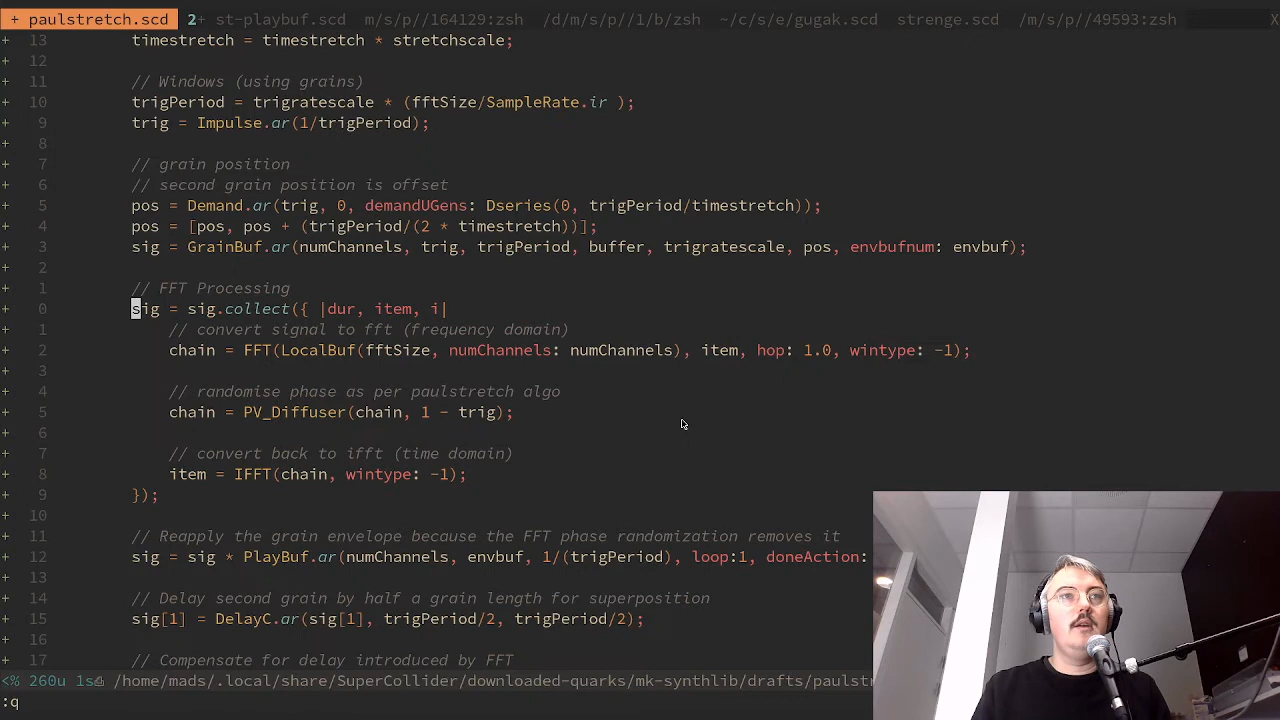 + paulstretch.scd  2+ st-playbuf.scd  m/s/p//164129:zsh  /d/m/s/p//1/b/zsh  ~/c/s/e/gugak.scd  strenge.scd  /m/s/p//49593:zsh  X
+ 13 timestretch = timestretch * stretchscale;
+ 12
+ 11 // Windows (using grains)
+ 10 trigPeriod = trigratescale * (fftSize/SampleRate.ir );
+ 9 trig = Impulse.ar(1/trigPeriod);
+ 8
+ 7 // grain position
+ 6 // second grain position is offset
+ 5 pos = Demand.ar(trig, 0, demandUGens: Dseries(0, trigPeriod/timestretch));
+ 4 pos = [pos, pos + (trigPeriod/(2 * timestretch))];
+ 3 sig = GrainBuf.ar(numChannels, trig, trigPeriod, buffer, trigratescale, pos, envbufnum: envbuf);
+ 2
+ 1 // FFT Processing
+ 0 sig = sig.collect({ |dur, item, i|
+ 1 // convert signal to fft (frequency domain)
+ 2 chain = FFT(LocalBuf(fftSize, numChannels: numChannels), item, hop: 1.0, wintype: -1);
+ 3
+ 4 // randomise phase as per paulstretch algo
+ 5 chain = PV_Diffuser(chain, 1 - trig);
+ 6
+ 7 // convert back to ifft (time domain)
+ 8 item = IFFT(chain, wintype: -1);
+ 9 });
+ 10
+ 11 // Reapply the grain envelope because the FFT phase randomization removes it
+ 12 sig = sig * PlayBuf.ar(numChannels, envbuf, 1/(trigPeriod), loop:1, doneAction:
+ 13
+ 14 // Delay second grain by half a grain length for superposition
+ 15 sig[1] = DelayC.ar(sig[1], trigPeriod/2, trigPeriod/2);
+ 16
+ 17 // Compensate for delay introduced by FFT
<% 260u 1s /home/mads/.local/share/SuperCollider/downloaded-quarks/mk-synthlib/drafts/paulstr
:q